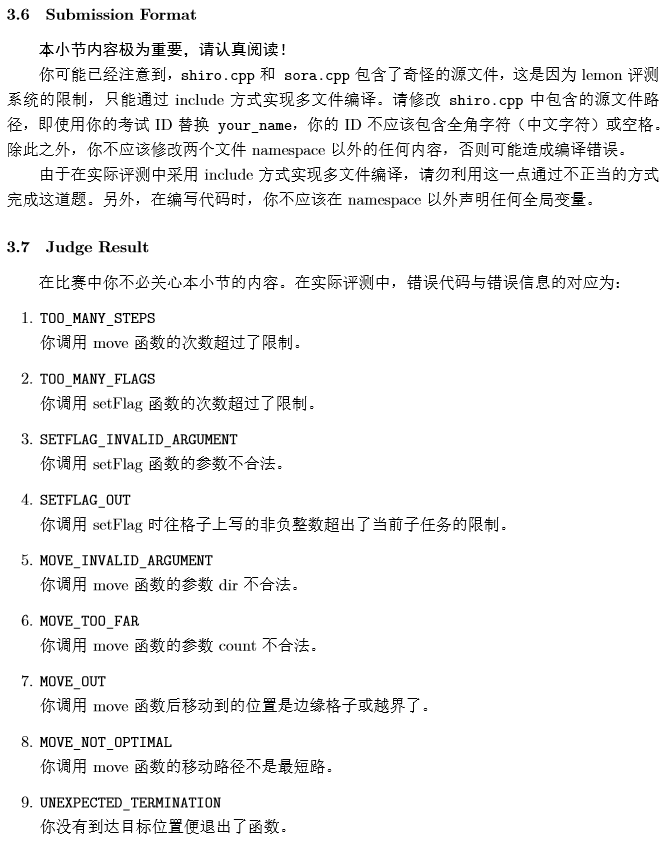 3.6 Submission Format
本小节内容极为重要，请认真阅读！
你可能已经注意到，shiro.cpp 和 sora.cpp 包含了奇怪的源文件，这是因为 lemon 评测
系统的限制，只能通过 include 方式实现多文件编译。请修改 shiro.cpp 中包含的源文件路
径，即使用你的考试 ID 替换 your_name，你的 ID 不应该包含全角字符（中文字符）或空格。
除此之外，你不应该修改两个文件 namespace 以外的任何内容，否则可能造成编译错误。
由于在实际评测中采用 include 方式实现多文件编译，请勿利用这一点通过不正当的方式
完成这道题。另外，在编写代码时，你不应该在 namespace 以外声明任何全局变量。
3.7 Judge Result
在比赛中你不必关心本小节的内容。在实际评测中，错误代码与错误信息的对应为：
1. TOO_MANY_STEPS
你调用 move 函数的次数超过了限制。
2. TOO_MANY_FLAGS
你调用 setFlag 函数的次数超过了限制。
3. SETFLAG_INVALID_ARGUMENT
你调用 setFlag 函数的参数不合法。
4. SETFLAG_OUT
你调用 setFlag 时往格子上写的非负整数超出了当前子任务的限制。
5. MOVE_INVALID_ARGUMENT
你调用 move 函数的参数 dir 不合法。
6. MOVE_TOO_FAR
你调用 move 函数的参数 count 不合法。
7. MOVE_OUT
你调用 move 函数后移动到的位置是边缘格子或越界了。
8. MOVE_NOT_OPTIMAL
你调用 move 函数的移动路径不是最短路。
9. UNEXPECTED_TERMINATION
你没有到达目标位置便退出了函数。